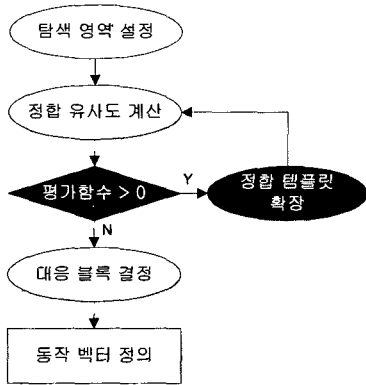 탐색 영역 설정
정합 유사도 계산
평가함수 > 0
Y
정합 템플릿
확장
N
대응 블록 결정
동작 벡터 정의